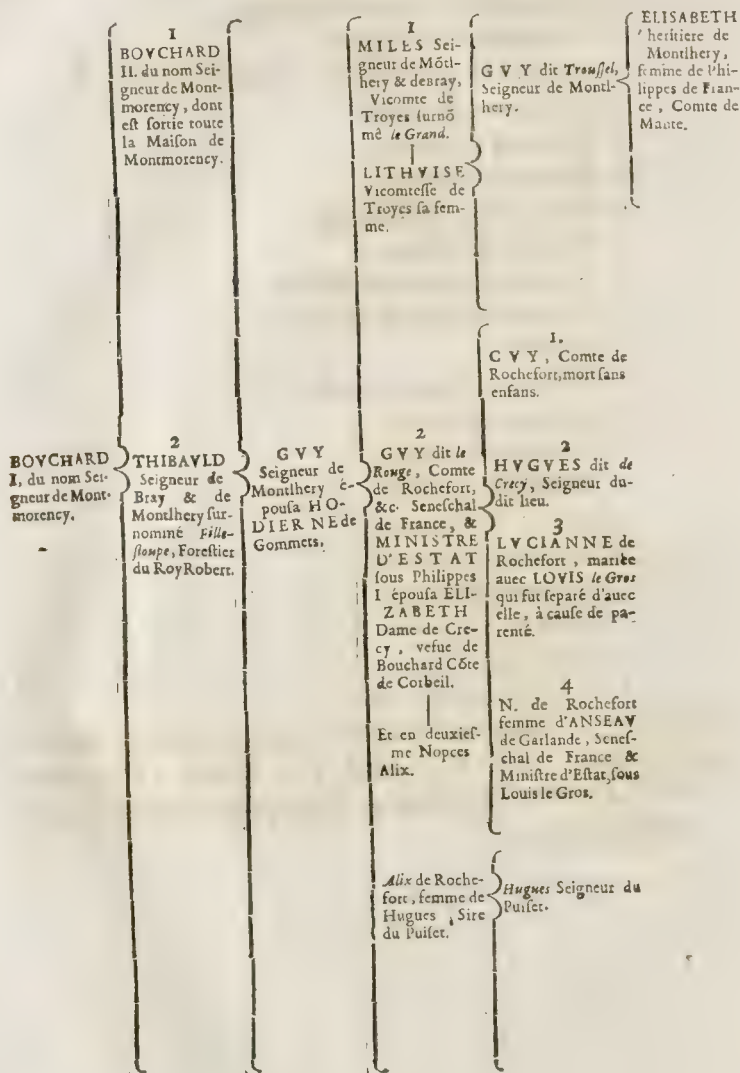 BOVCHARD
I, du nom Sei-
gneur de Mont-
morency.
1
BOVCHARD
II. du nom Sei-
gneur de Mont-
morency, dont
est sortie toute
la Maison de
Montmorency.
2
THIBAVLD
Seigneur de
Bray & de
Montlhery sur-
nommé File-
stoupe, Forestier
du Roy Robert.
GVY
Seigneur de
Montlhery é-
pousa HO-
DIERNE de
Gommets,
1
MILES Sei-
gneur de Mõtl-
hery & de Bray,
Vicomte de
Troyes surnõ
mé le Grand.
LITHVISE
Vicomtesse de
Troyes sa fem-
me.
2
GVY dit le
Rouge, Comte
de Rochefort,
&c. Seneschal
de France, &
MINISTRE
D'ESTAT
sous Philippes
I épousa ELI-
ZABETH
Dame de Cre-
cy, vefue de
Bouchard Cõte
de Corbeil.
Et en deuxies-
me Nopces
Alix.
Alix de Roche-
fort, femme de
Hugues, Sire
du Puiset.
GVY dit Troussel,
Seigneur de Montl-
hery.
1.
GVY, Comte de
Rochefort, mort sans
enfans.
2
HVGVES dit de
Crecy, Seigneur du-
dit lieu.
3
LVCIANNE de
Rochefort, mariée
auec LOVIS le Gros
qui fut separé d'auec
elle, à cause de pa-
renté.
4
N. de Rochefort
femme d'ANSEAV
de Garlande, Senes-
chal de France &
Ministre d'Estat, sous
Louis le Gros.
Hugues Seigneur du
Puiset.
ELISABETH
heritiere de
Montlhery,
femme de Phi-
lippes de Fran-
ce, Comte de
Mante.